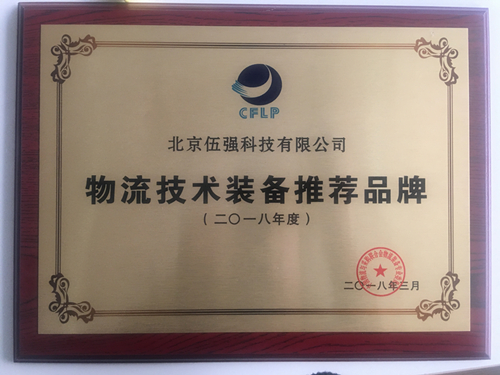 CFLP
北京伍强科技有限公司
物流技术装备推荐品牌
（二〇一八年度）
二〇一八年三月